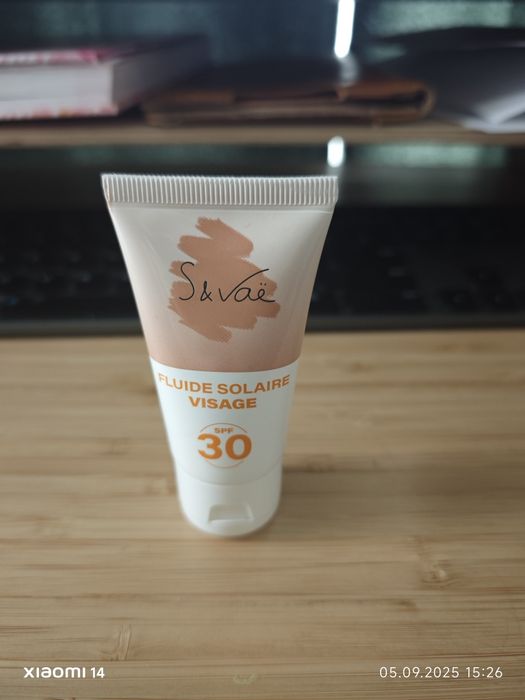 S&Vaë
FLUIDE SOLAIRE
VISAGE
SPF
30
XIAOMI 14
05.09.2025 15:26